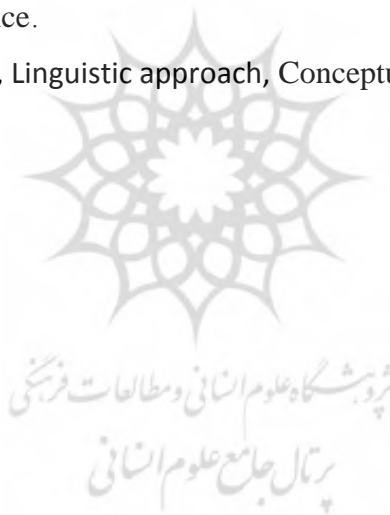 ce.
, Linguistic approach, Conceptu
پژوهشگاه علوم انسانی و مطالعات فرهنگی
پرتال جامع علوم انسانی